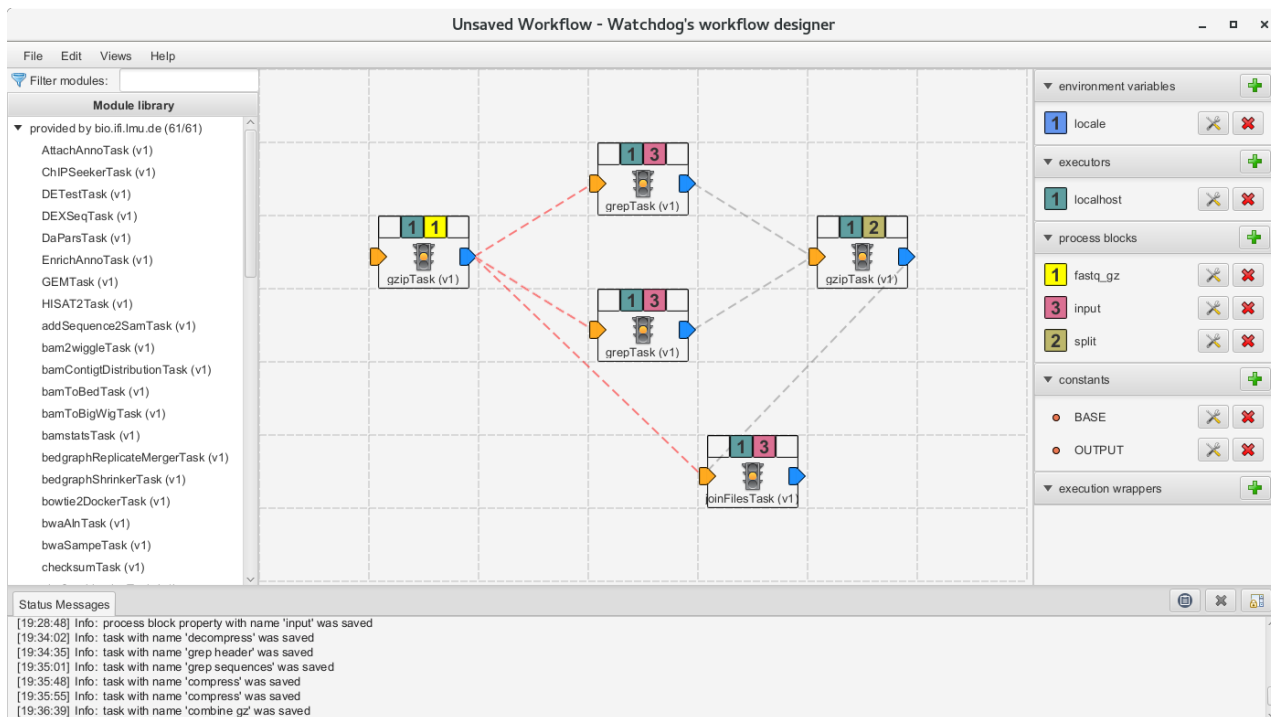 Unsaved Workflow - Watchdog's workflow designer
File Edit Views Help
Filter modules:
Module library
provided by bio.ifi.lmu.de (61/61)
AttachAnnoTask (v1)
ChIPSeekerTask (v1)
DETestTask (v1)
DEXSeqTask (v1)
DaParsTask (v1)
EnrichAnnoTask (v1)
GEMTask (v1)
HISAT2Task (v1)
addSequence2SamTask (v1)
bam2wiggleTask (v1)
bamContigtDistributionTask (v1)
bamToBedTask (v1)
bamToBigWigTask (v1)
bamstatsTask (v1)
bedgraphReplicateMergerTask (v1)
bedgraphShrinkerTask (v1)
bowtie2DockerTask (v1)
bwaAlnTask (v1)
bwaSampeTask (v1)
checksumTask (v1)
1 3
grepTask (v1)
1 1
gzipTask (v1)
1 2
gzipTask (v1)
1 3
grepTask (v1)
1 3
joinFilesTask (v1)
environment variables
1 locale
executors
1 localhost
process blocks
1 fastq_gz
3 input
2 split
constants
BASE
OUTPUT
execution wrappers
Status Messages
[19:28:48] Info: process block property with name 'input' was saved
[19:34:02] Info: task with name 'decompress' was saved
[19:34:35] Info: task with name 'grep header' was saved
[19:35:01] Info: task with name 'grep sequences' was saved
[19:35:48] Info: task with name 'compress' was saved
[19:35:55] Info: task with name 'compress' was saved
[19:36:39] Info: task with name 'combine gz' was saved